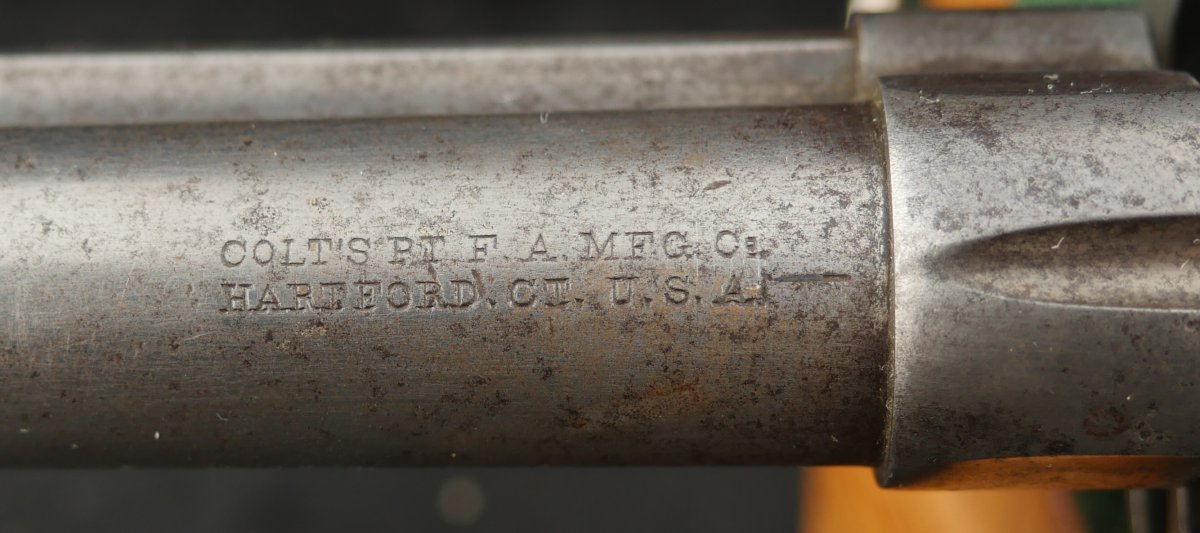 COLT'S PT. F. A. MFG. Co.
HARTFORD. CT. U. S. A.